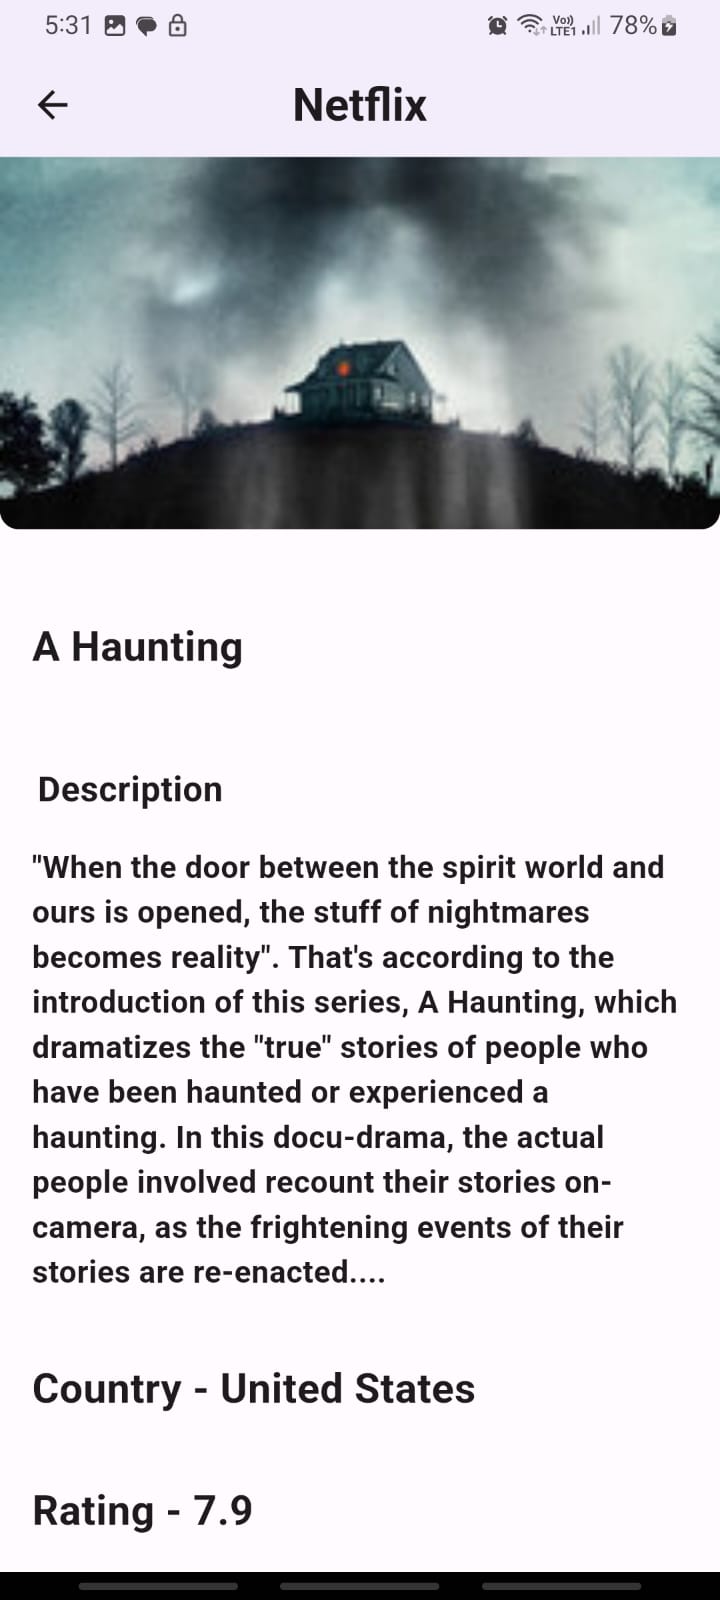 5:31 Vo)) LTE1 78%
Netflix
A Haunting
Description
"When the door between the spirit world and
ours is opened, the stuff of nightmares
becomes reality". That's according to the
introduction of this series, A Haunting, which
dramatizes the "true" stories of people who
have been haunted or experienced a
haunting. In this docu-drama, the actual
people involved recount their stories on-
camera, as the frightening events of their
stories are re-enacted....
Country - United States
Rating - 7.9